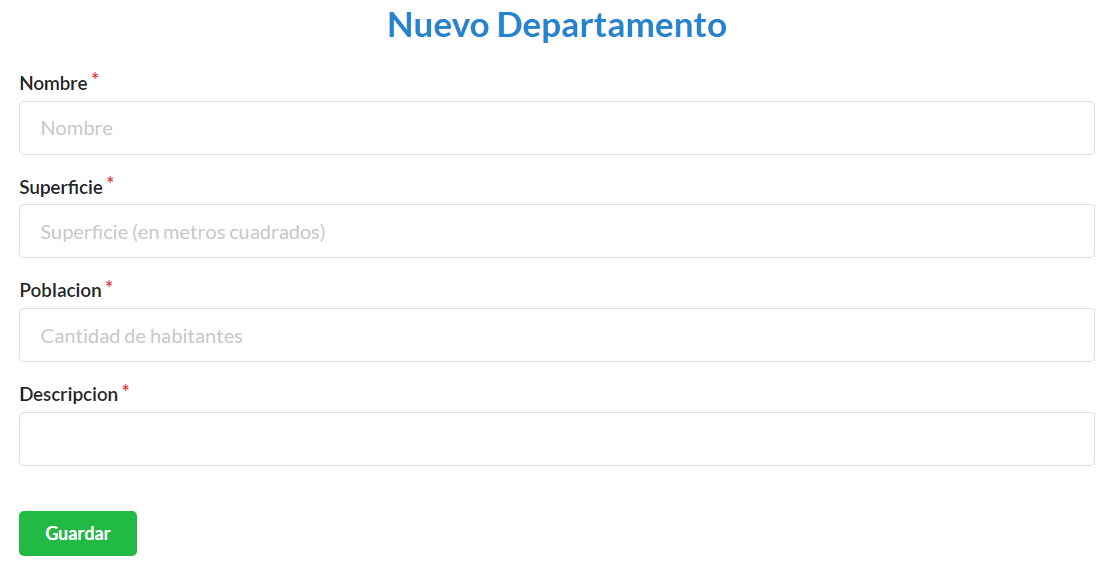 Nuevo Departamento
Nombre *
Nombre
Superficie *
Superficie (en metros cuadrados)
Poblacion *
Cantidad de habitantes
Descripcion *
Guardar